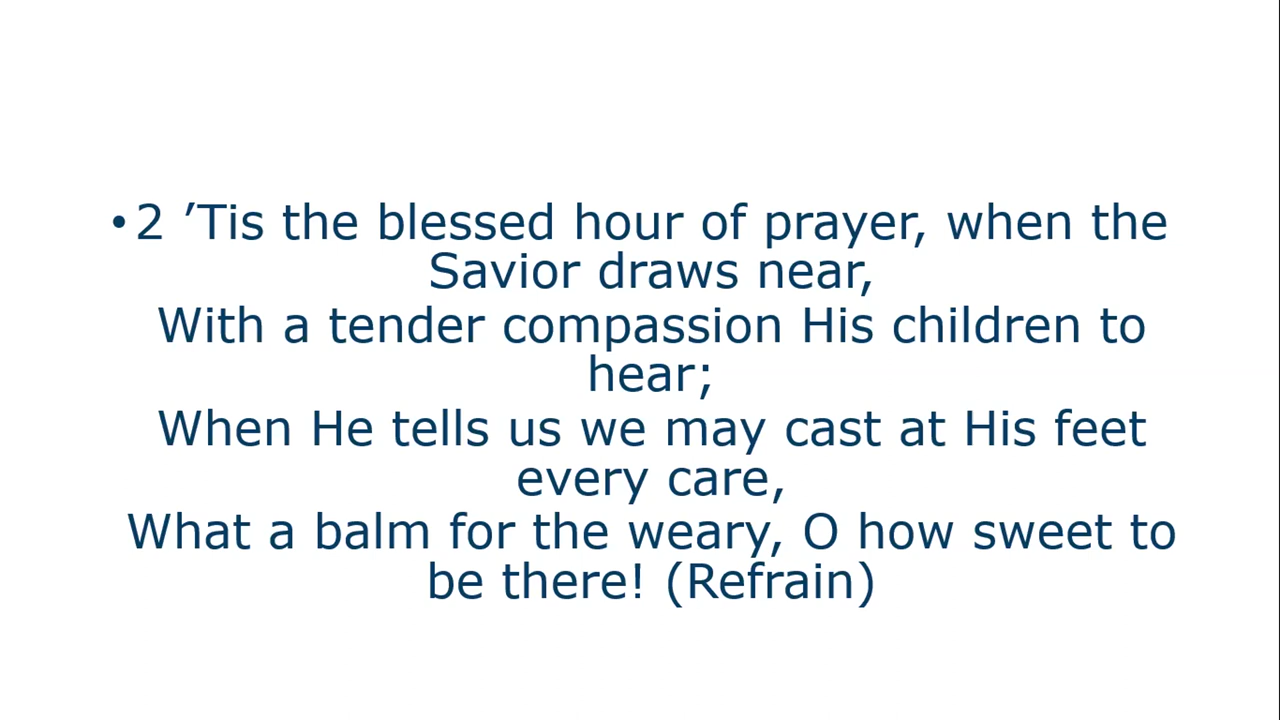 •2 ’Tis the blessed hour of prayer, when the
Savior draws near,
With a tender compassion His children to
hear;
When He tells us we may cast at His feet
every care,
What a balm for the weary, O how sweet to
be there! (Refrain)